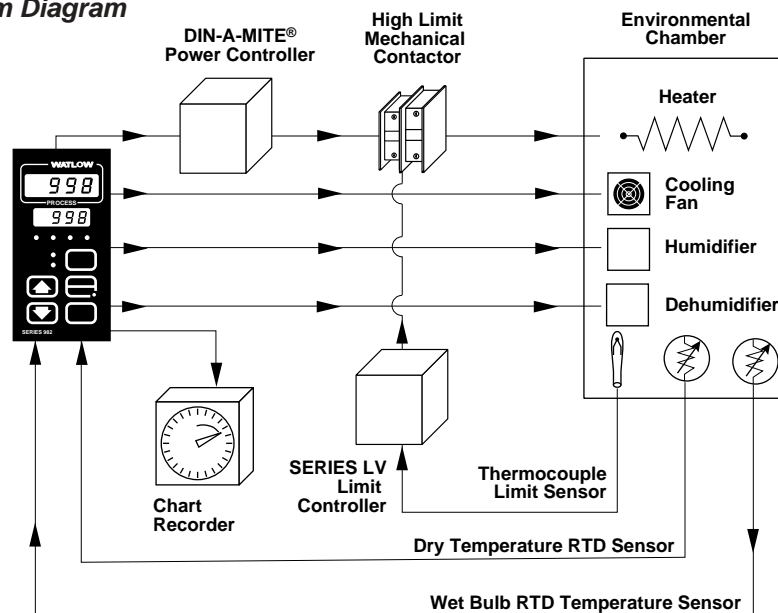 m Diagram
DIN-A-MITE®
Power Controller
High Limit
Mechanical
Contactor
Environmental
Chamber
Heater
WATLOW
998
PROCESS
998
SERIES 982
Cooling
Fan
Humidifier
Dehumidifier
SERIES LV
Limit
Controller
Thermocouple
Limit Sensor
Chart
Recorder
Dry Temperature RTD Sensor
Wet Bulb RTD Temperature Sensor